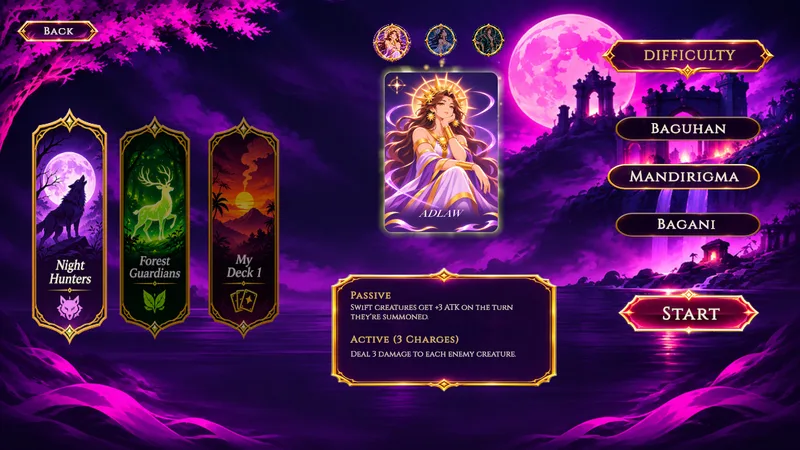 BACK
DIFFICULTY
BAGUHAN
MANDIRIGMA
BAGANI
START
Night
Hunters
Forest
Guardians
My
Deck 1
ADLAW
PASSIVE
SWIFT CREATURES GET +3 ATK ON THE TURN
THEY'RE SUMMONED.
ACTIVE (3 CHARGES)
DEAL 3 DAMAGE TO EACH ENEMY CREATURE.